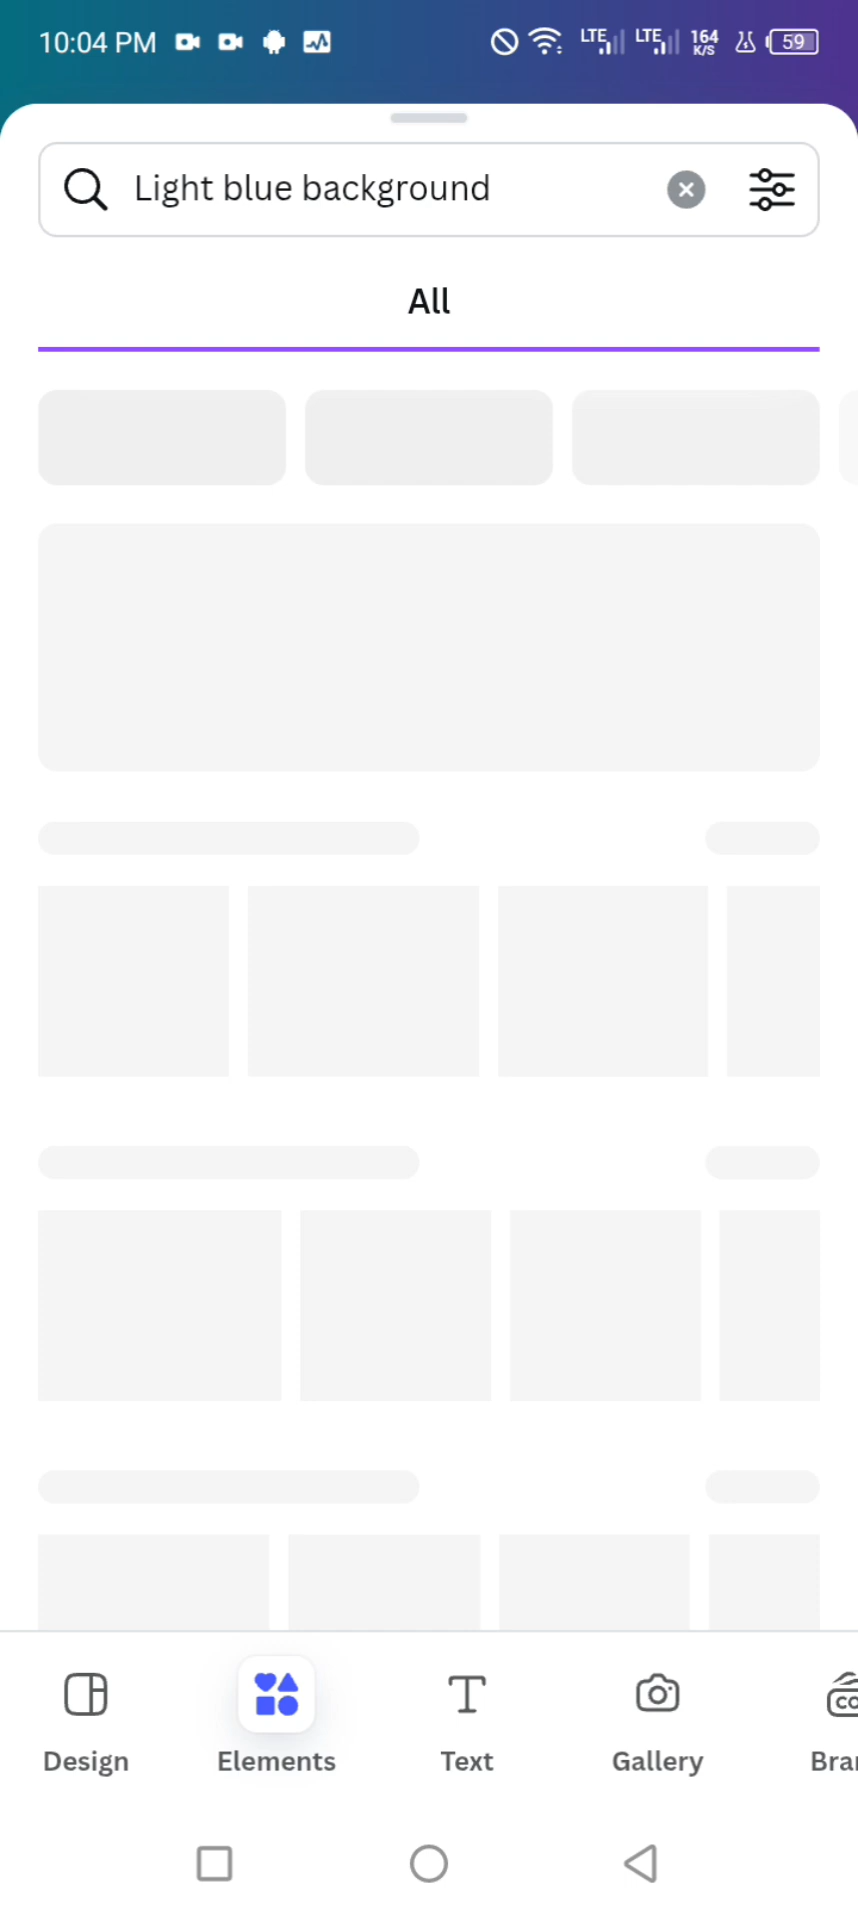 10:04 PM LTE LTE 164 K/S 59
Light blue background
All
Design Elements Text Gallery